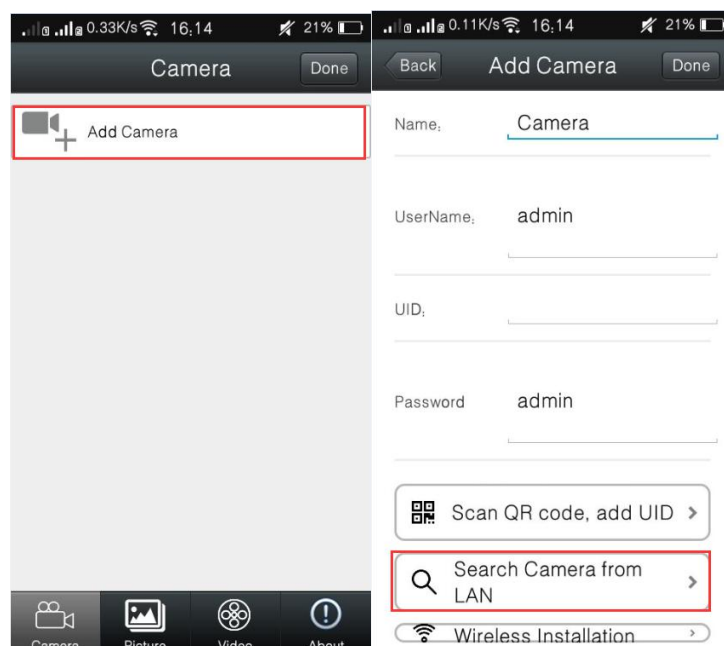 0.33K/s 16:14 21%
Camera Done
Add Camera
Camera Picture Video About
0.11K/s 16:14 21%
Back Add Camera Done
Name: Camera
UserName: admin
UID:
Password admin
Scan QR code, add UID >
Search Camera from
LAN >
Wireless Installation >